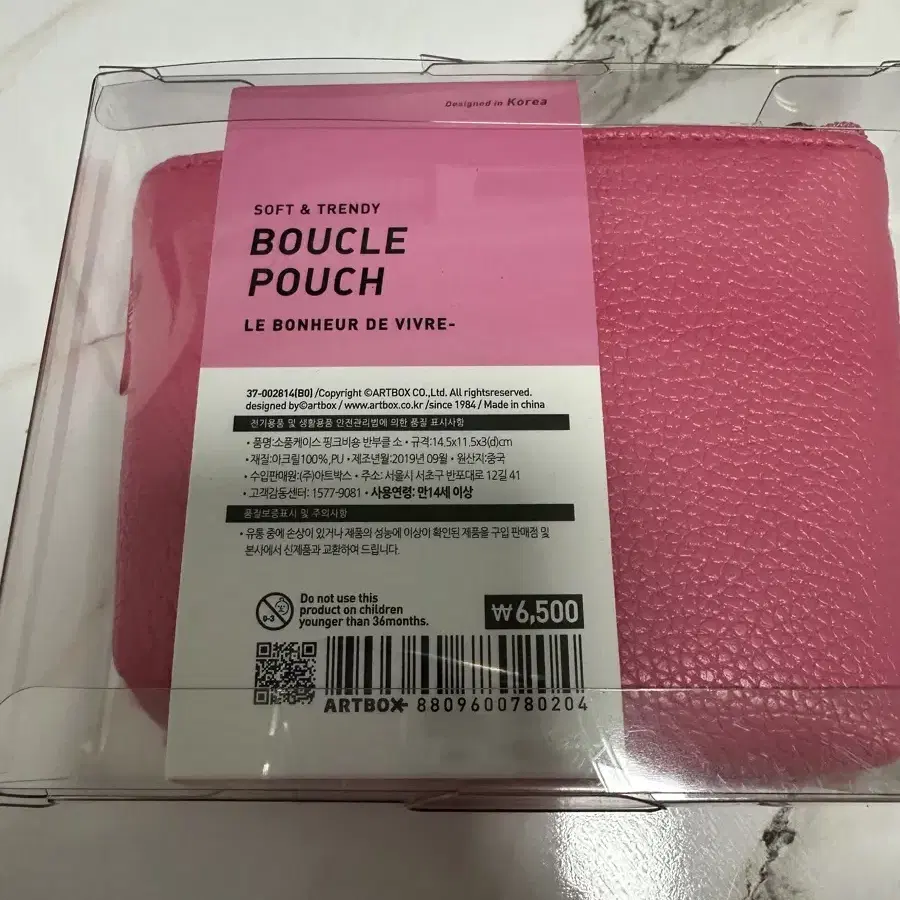 Designed in Korea
SOFT & TRENDY
BOUCLE
POUCH
LE BONHEUR DE VIVRE-
37-002814(B0) /Copyright ©ARTBOX CO.,Ltd. All rightsreserved.
designed by©artbox / www.artbox.co.kr /since 1984 / Made in china
전기용품 및 생활용품 안전관리법에 의한 품질 표시사항
• 품명:소품케이스 핑크비숑 반부클 소 • 규격:14.5x11.5x3(d)cm
• 재질:아크릴100%,PU • 제조년월:2019년 09월 • 원산지:중국
• 수입판매원:(주)아트박스 • 주소: 서울시 서초구 반포대로 12길 41
• 고객감동센터: 1577-9081 • 사용연령: 만14세 이상
품질보증표시 및 주의사항
• 유통 중에 손상이 있거나 제품의 성능에 이상이 확인된 제품을 구입 판매점 및
본사에서 신제품과 교환하여 드립니다.
0-3
Do not use this
product on children
younger than 36months.
₩6,500
ARTBOX- 8809600780204